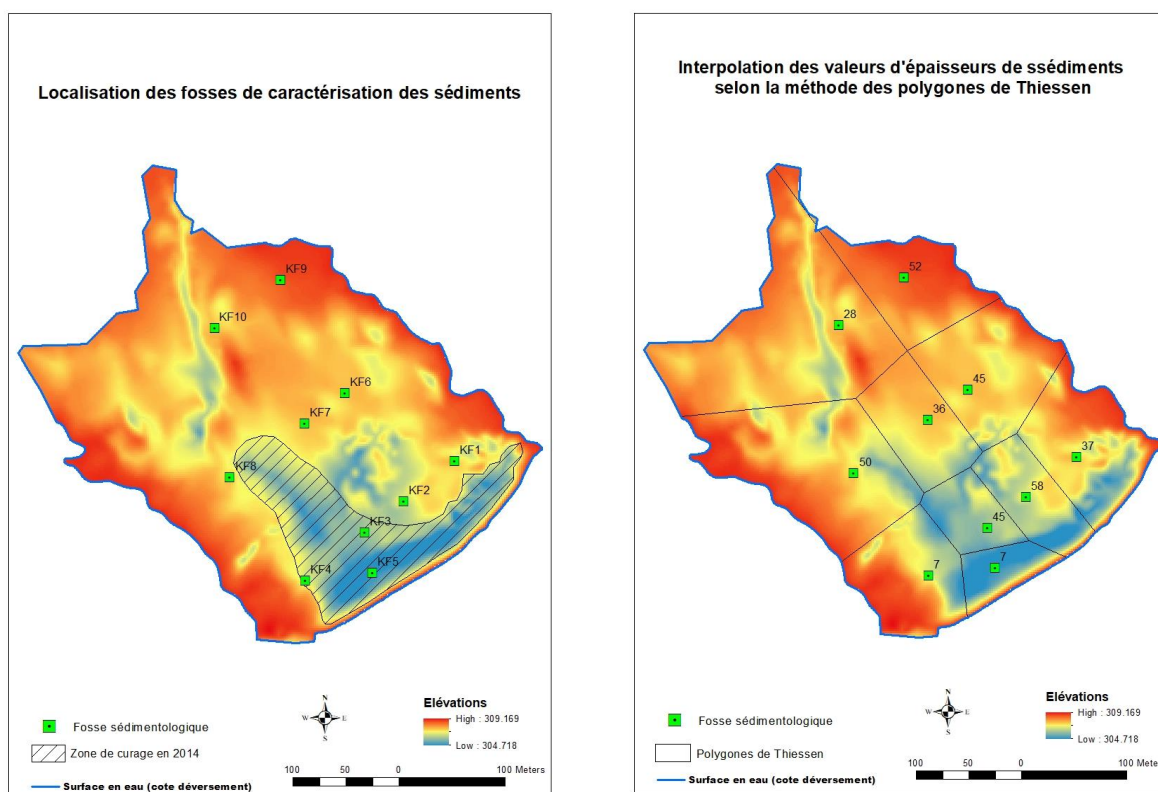 Localisation des fosses de caractérisation des sédiments
KF9
KF10
KF6
KF7
KF1
KF8
KF2
KF3
KF4
KF5
Fosse sédimentologique
Zone de curage en 2014
Surface en eau (cote déversement)
N
W E
S
Elévations
High : 309.169
Low : 304.718
100 50 0 100 Meters
Interpolation des valeurs d'épaisseurs de ssédiments
selon la méthode des polygones de Thiessen
52
28
45
36
37
50
58
45
7
7
Fosse sédimentologique
Polygones de Thiessen
Surface en eau (cote déversement)
N
W E
S
Elévations
High : 309.169
Low : 304.718
100 50 0 100 Mete